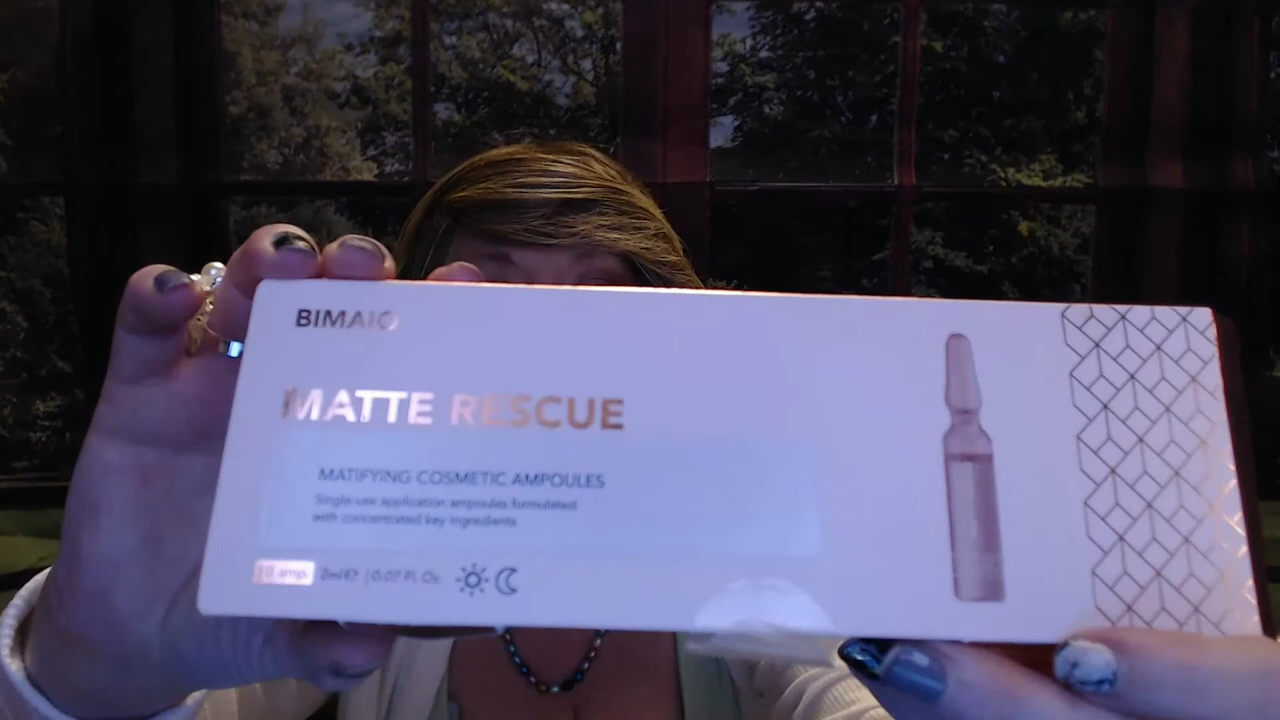 BIMAIO
MATTE RESCUE
MATIFYING COSMETIC AMPOULES
Single-use application ampoules formulated
with concentrated key ingredients
10 amp. 2ml ℮ | 0.07 Fl. Oz.